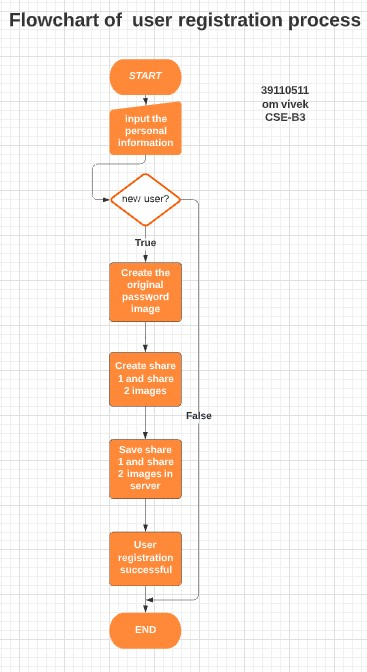 Flowchart of user registration process
START
39110511
om vivek
CSE-B3
input the
personal
information
new user?
True
Create the
original
password
image
Create share
1 and share
2 images
False
Save share
1 and share
2 images in
server
User
registration
successful
END